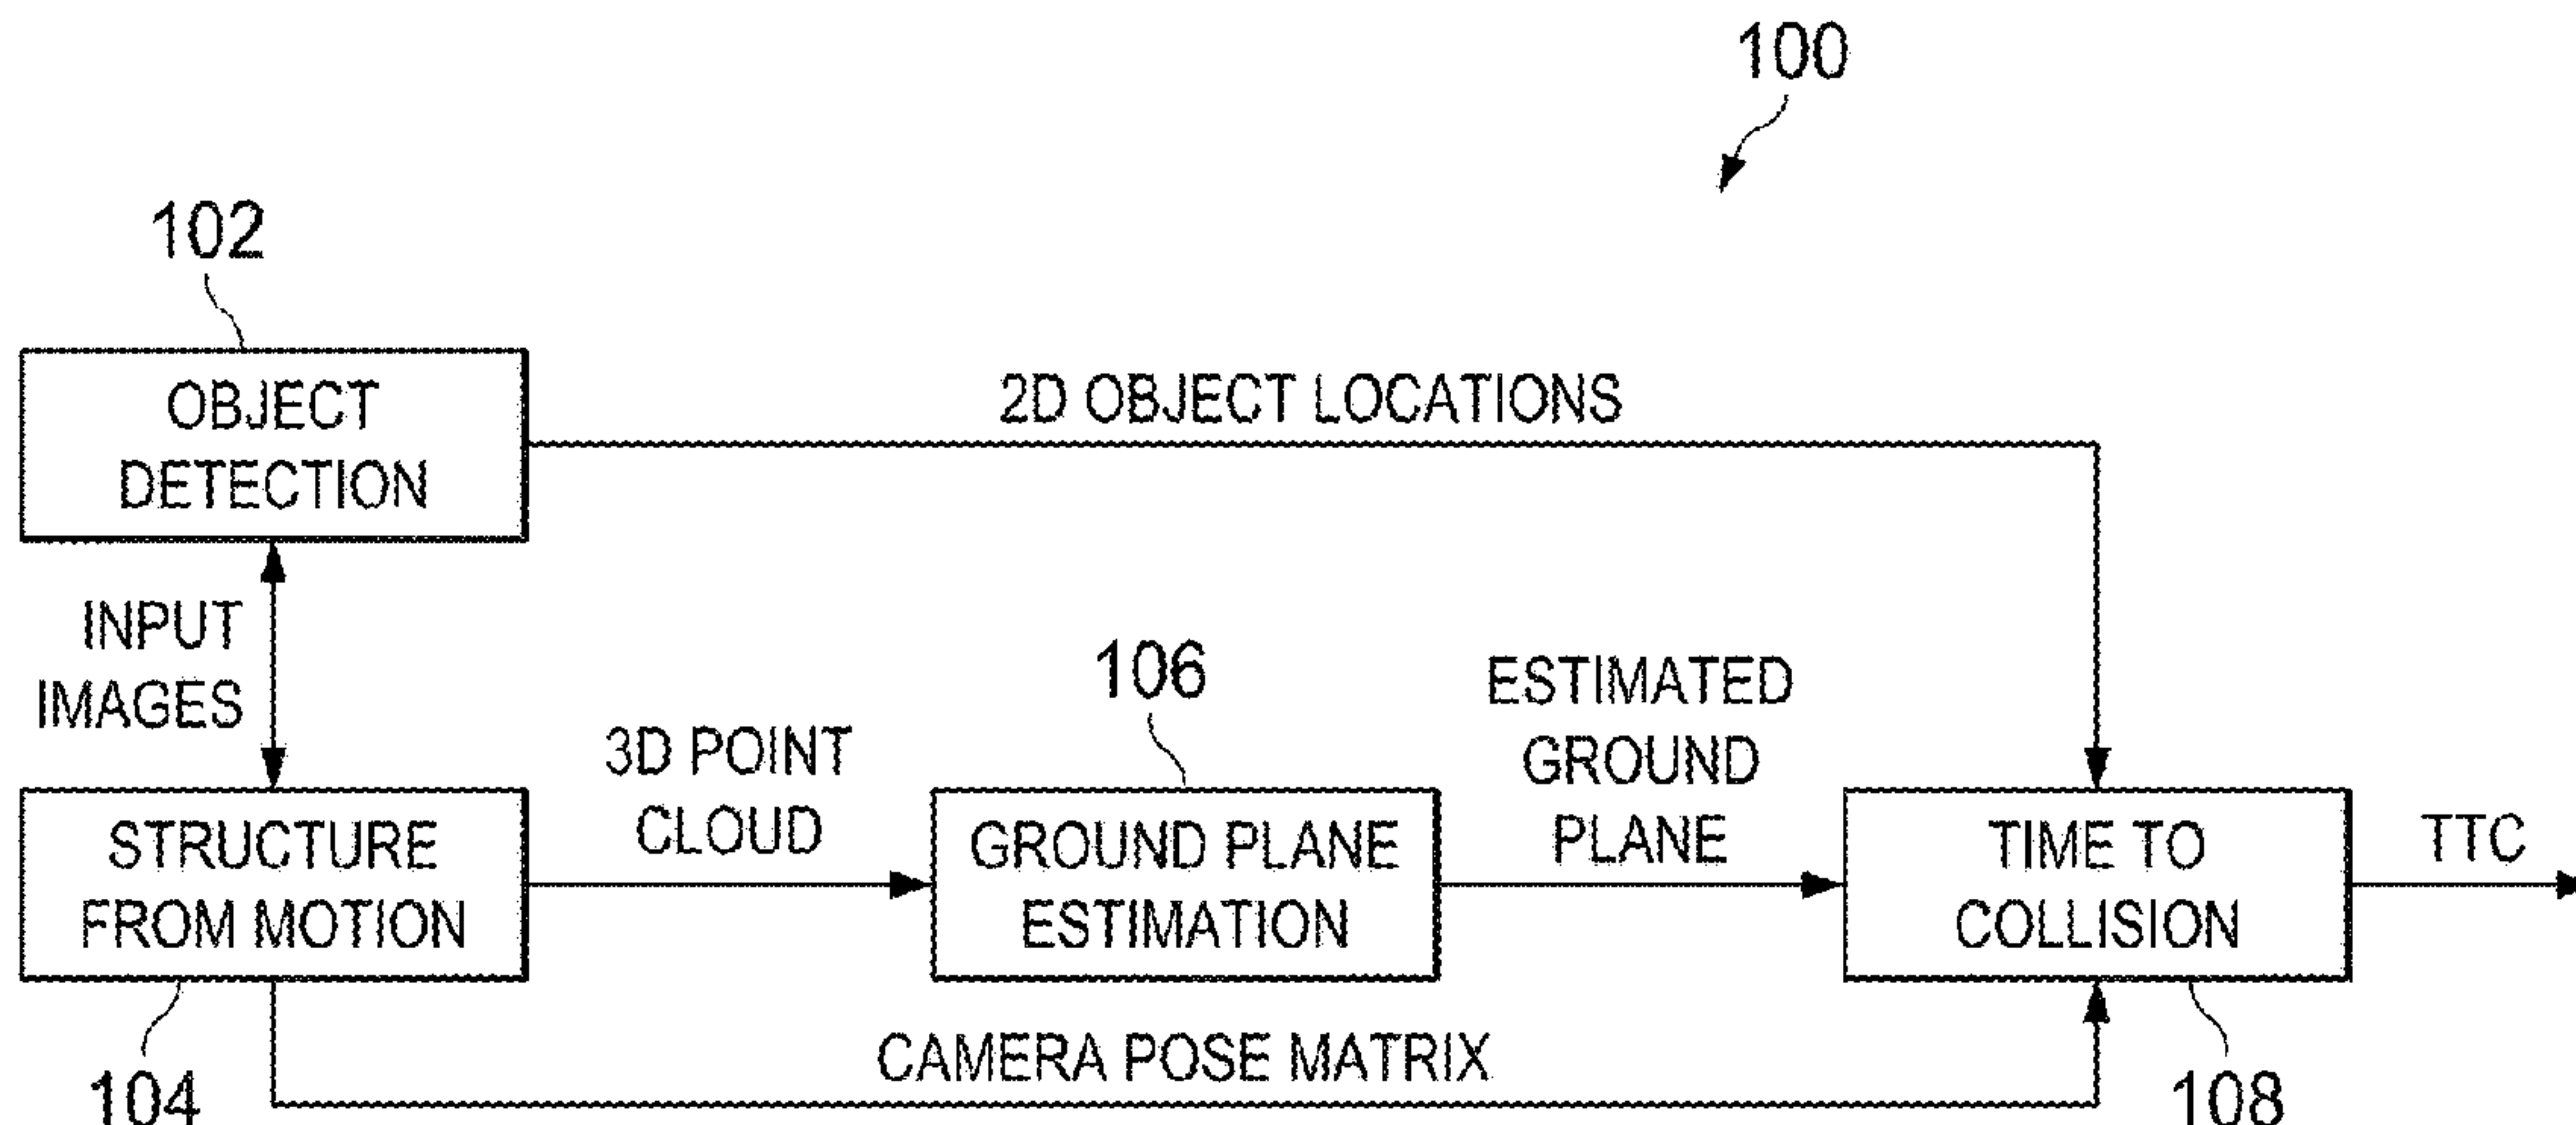 100
102
OBJECT
DETECTION
2D OBJECT LOCATIONS
INPUT
IMAGES
3D POINT
CLOUD
106
ESTIMATED
GROUND
PLANE
STRUCTURE
FROM MOTION
GROUND PLANE
ESTIMATION
TIME TO
COLLISION
TTC
CAMERA POSE MATRIX
104
108